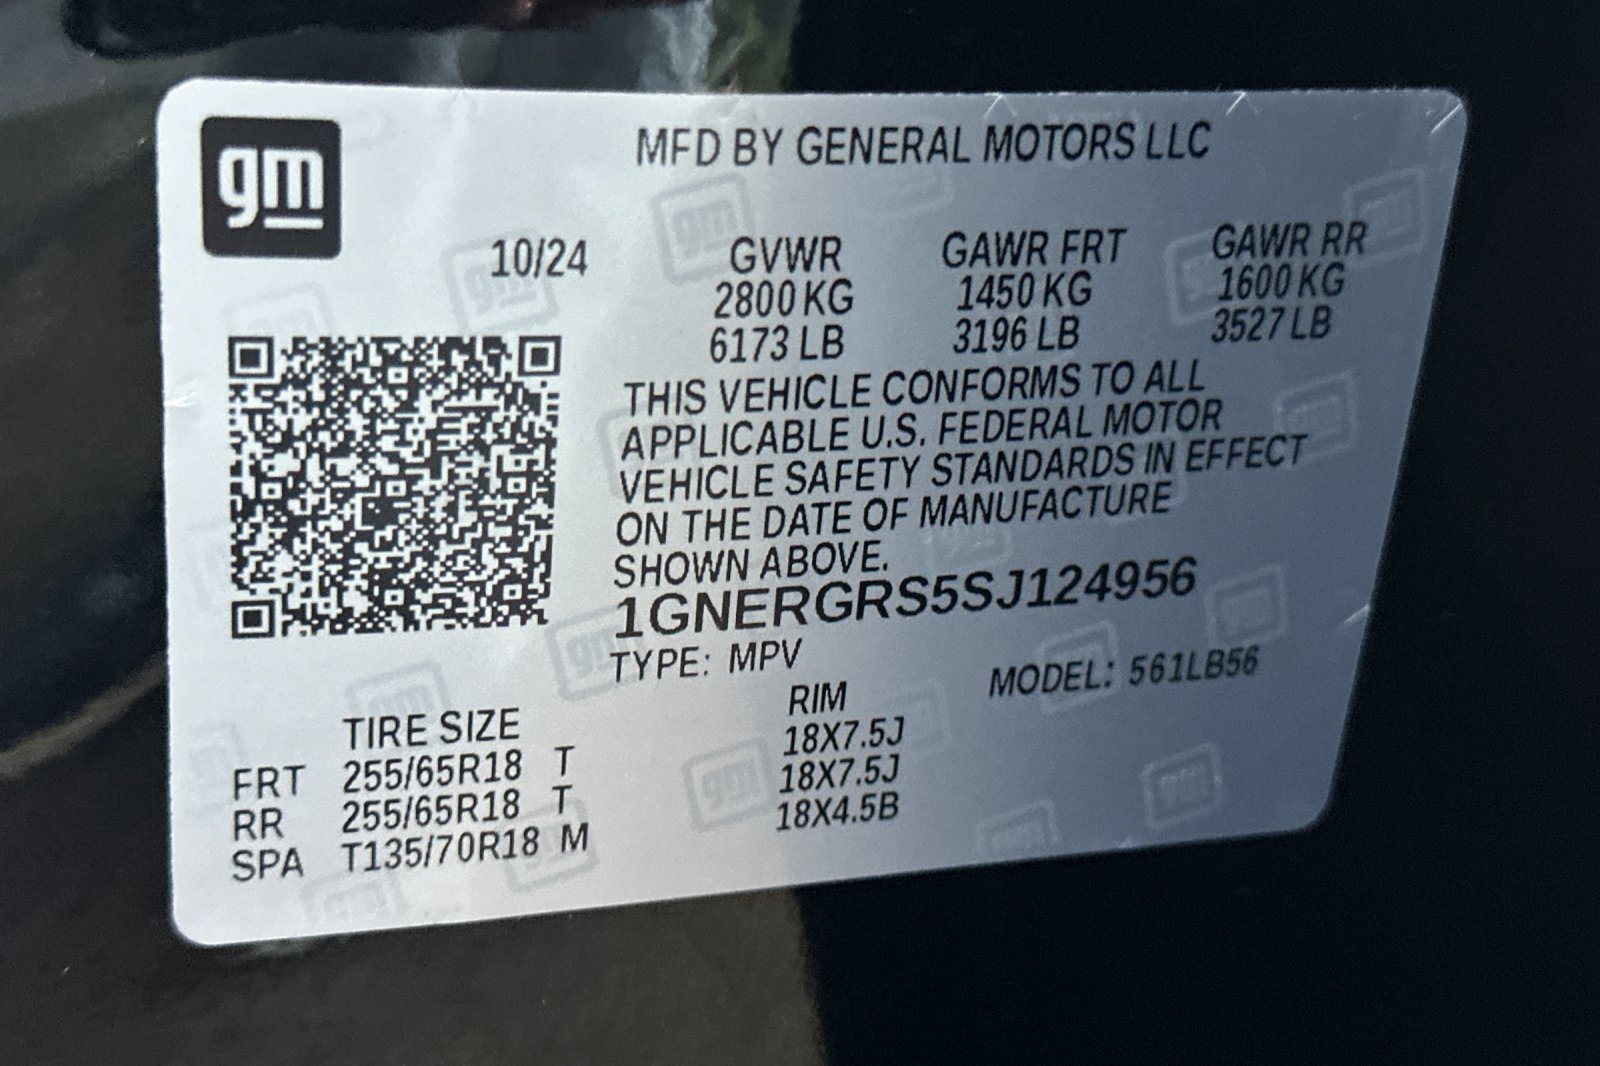 gm
MFD BY GENERAL MOTORS LLC
10/24 GVWR GAWR FRT GAWR RR
2800 KG 1450 KG 1600 KG
6173 LB 3196 LB 3527 LB
THIS VEHICLE CONFORMS TO ALL
APPLICABLE U.S. FEDERAL MOTOR
VEHICLE SAFETY STANDARDS IN EFFECT
ON THE DATE OF MANUFACTURE
SHOWN ABOVE.
1GNERGRS5SJ124956
TYPE: MPV MODEL: 561LB56
TIRE SIZE RIM
FRT 255/65R18 T 18X7.5J
RR 255/65R18 T 18X7.5J
SPA T135/70R18 M 18X4.5B